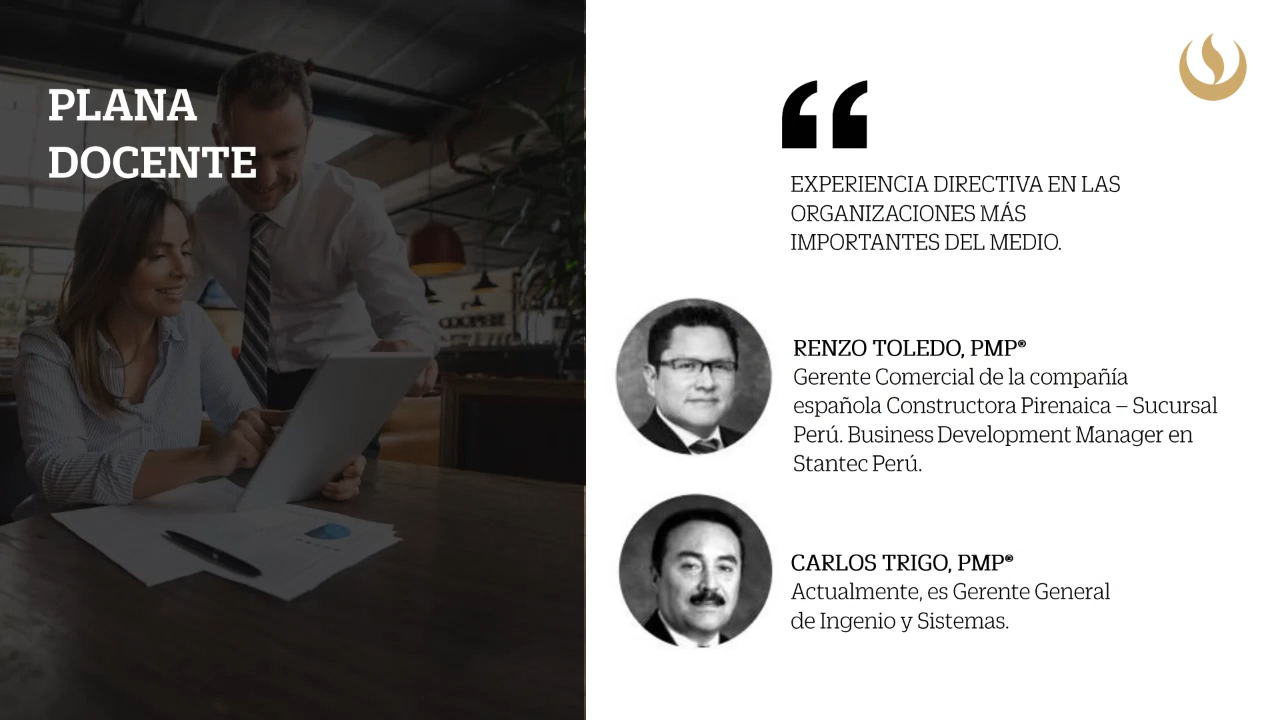 PLANA
DOCENTE
EXPERIENCIA DIRECTIVA EN LAS
ORGANIZACIONES MÁS
IMPORTANTES DEL MEDIO.
RENZO TOLEDO, PMP®
Gerente Comercial de la compañía
española Constructora Pirenaica – Sucursal
Perú. Business Development Manager en
Stantec Perú.
CARLOS TRIGO, PMP®
Actualmente, es Gerente General
de Ingenio y Sistemas.